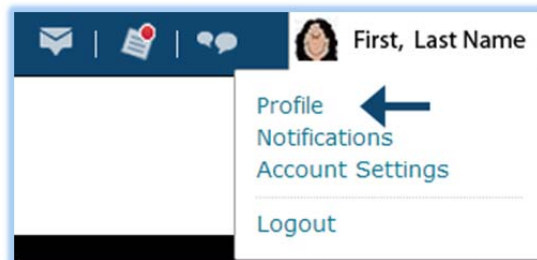 First, Last Name
Profile
Notifications
Account Settings
Logout